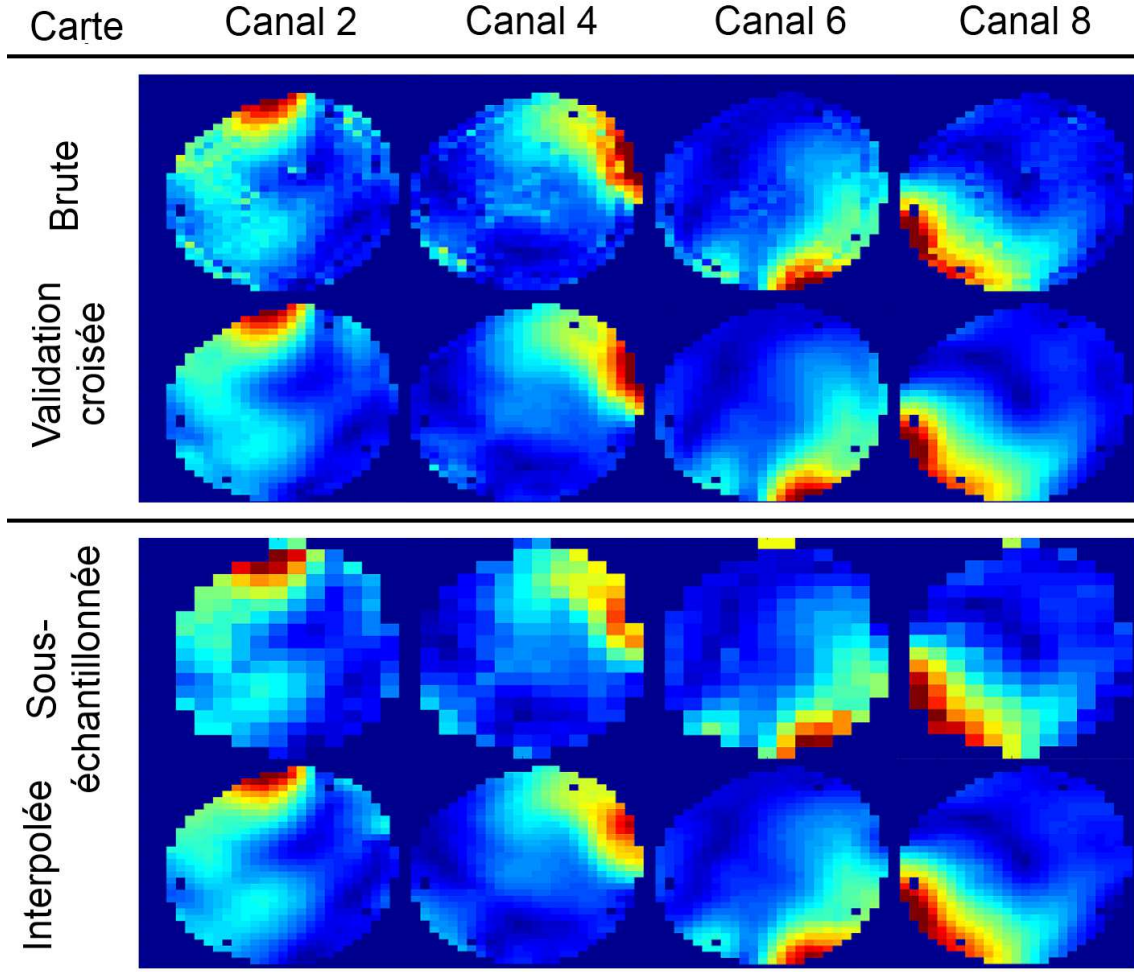 Carte Canal 2 Canal 4 Canal 6 Canal 8
Brute
Validation
croisée
Sous-
échantillonnée
Interpolée